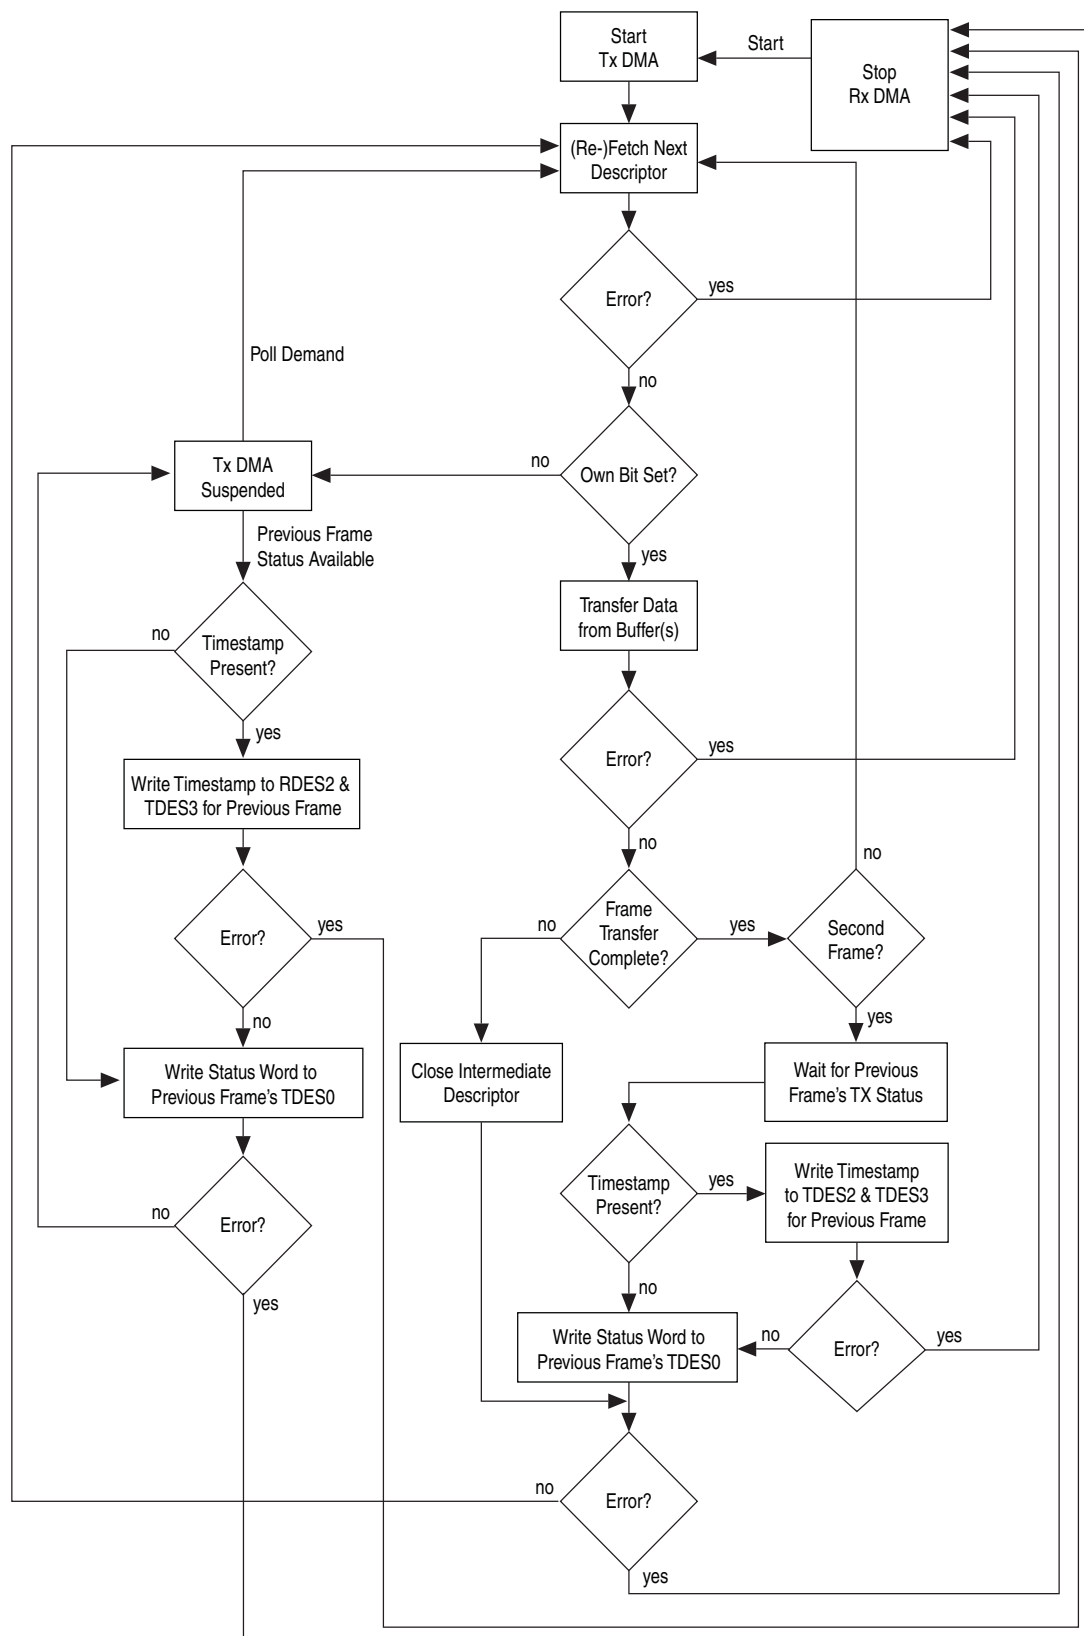 Start
Tx DMA
Start
Stop
Rx DMA
(Re-)Fetch Next
Descriptor
Error?
yes
no
Poll Demand
Own Bit Set?
no
yes
Tx DMA
Suspended
Previous Frame
Status Available
Transfer Data
from Buffer(s)
Timestamp
Present?
no
yes
Error?
yes
no
Write Timestamp to RDES2 &
TDES3 for Previous Frame
Error?
yes
no
Frame
Transfer
Complete?
no
yes
Second
Frame?
no
yes
Write Status Word to
Previous Frame's TDES0
Close Intermediate
Descriptor
Wait for Previous
Frame's TX Status
Error?
no
yes
Timestamp
Present?
yes
no
Write Timestamp
to TDES2 & TDES3
for Previous Frame
Write Status Word to
Previous Frame's TDES0
Error?
no
yes
Error?
no
yes